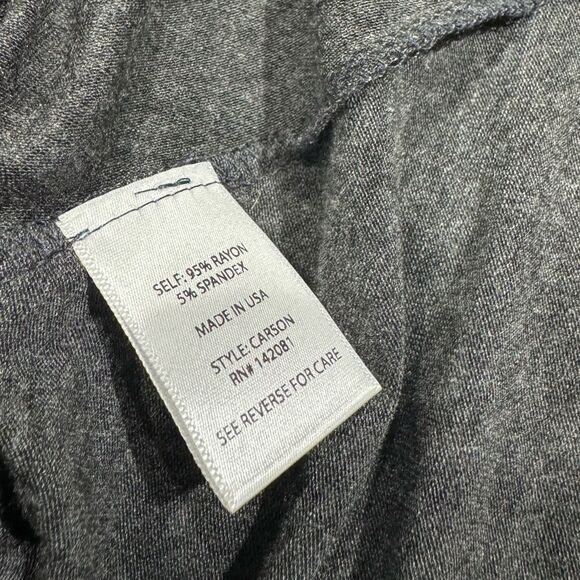 SELF: 95% RAYON
5% SPANDEX
MADE IN USA
STYLE: CARSON
RN# 142081
SEE REVERSE FOR CARE